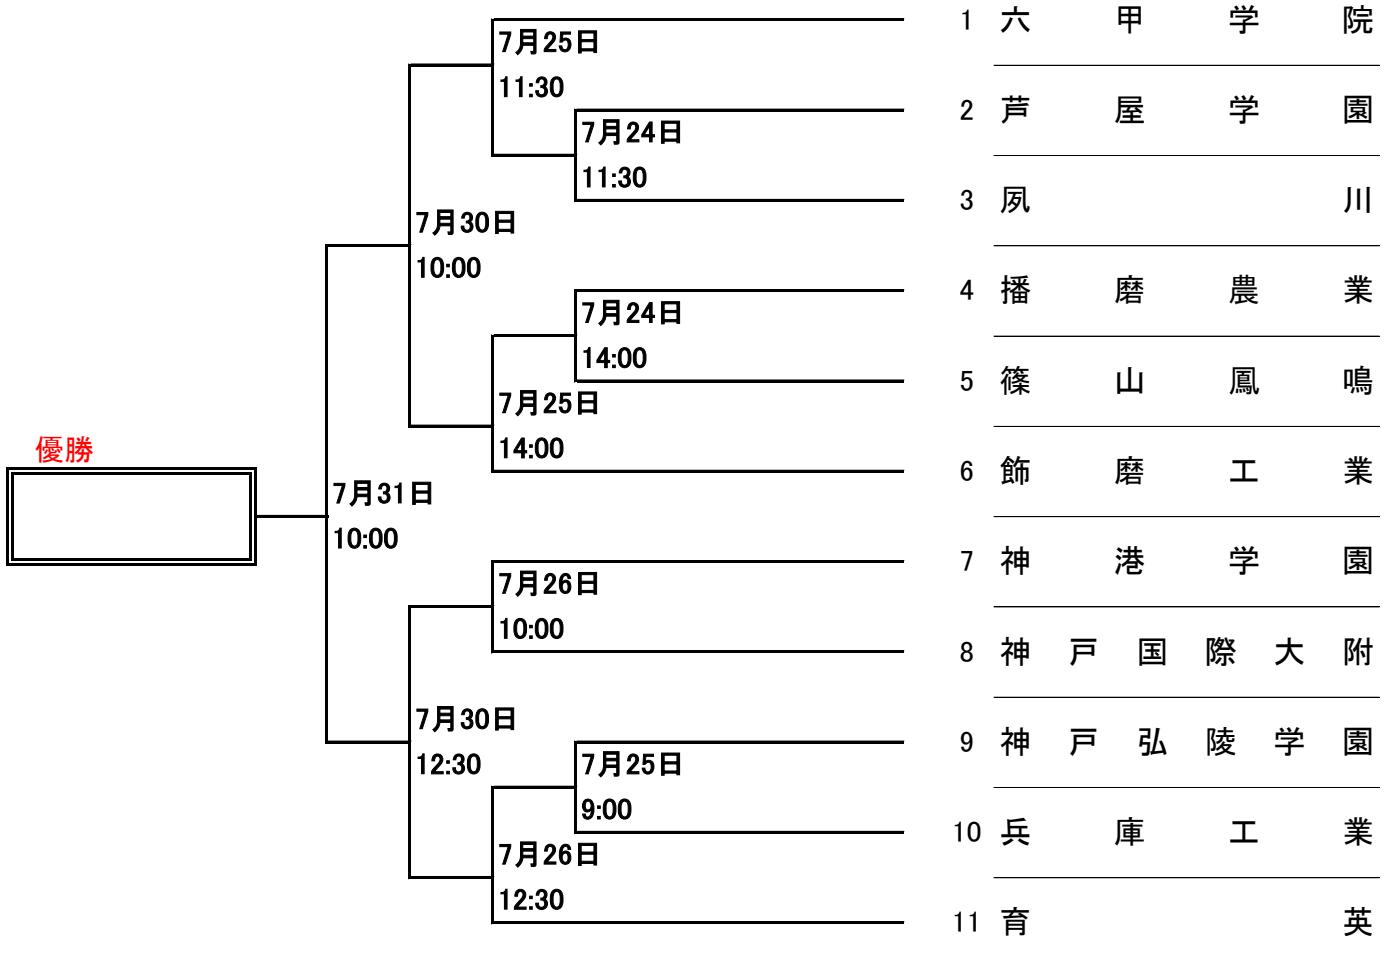 1 六甲学院
7月25日
11:30
2 芦屋学園
7月24日
11:30
3 夙川
7月30日
10:00
4 播磨農業
7月24日
14:00
5 篠山鳳鳴
7月25日
14:00
優勝
6 飾磨工業
7月31日
10:00
7 神港学園
7月26日
10:00
8 神戸国際大附
7月30日
12:30
9 神戸弘陵学園
7月25日
9:00
10 兵庫工業
7月26日
12:30
11 育英